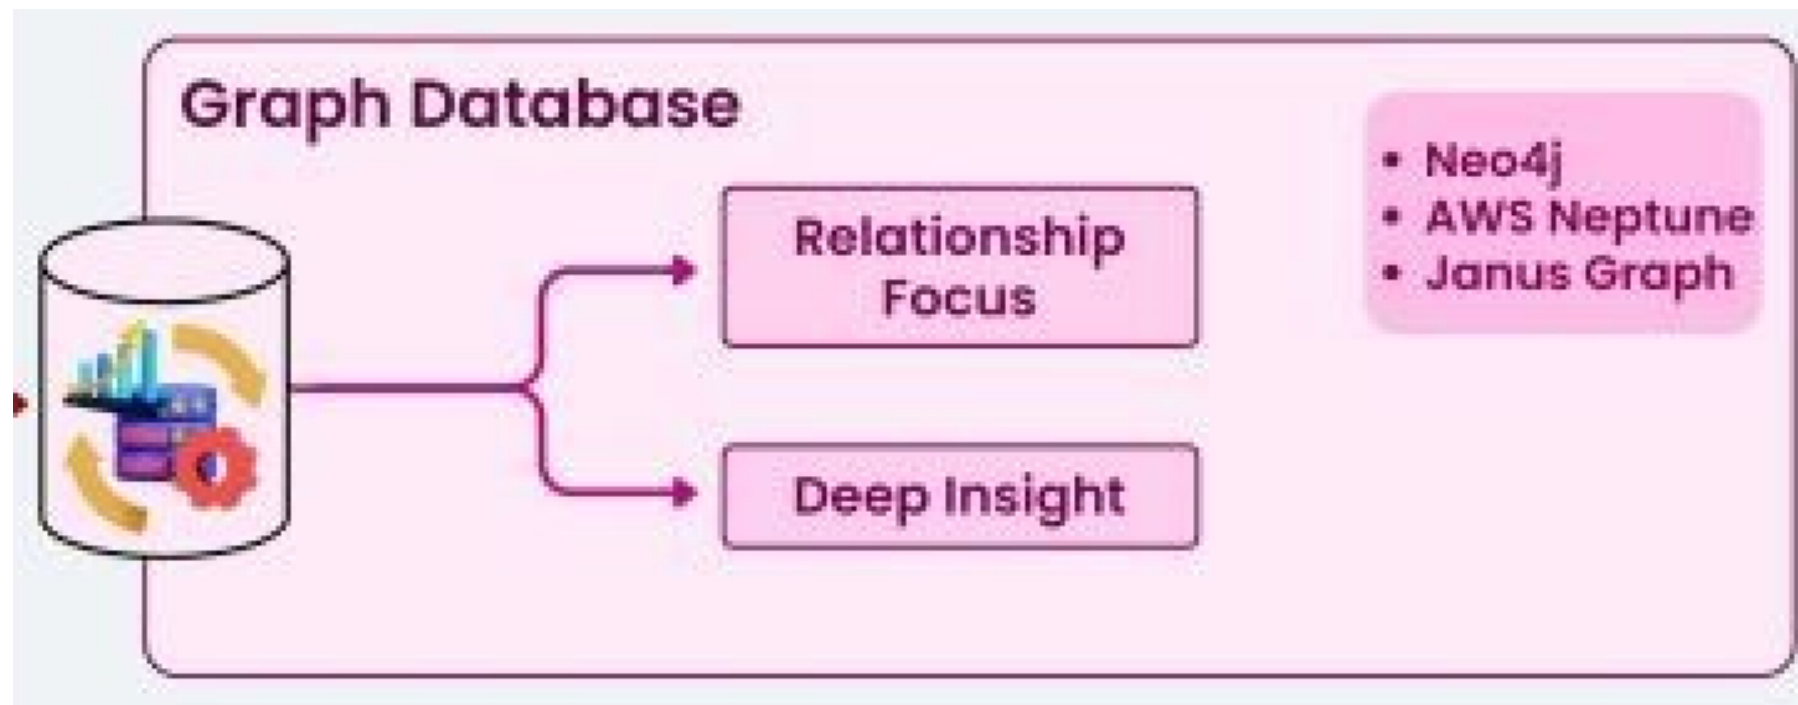 Graph Database
Relationship
Focus
Deep Insight
• Neo4j
• AWS Neptune
• Janus Graph